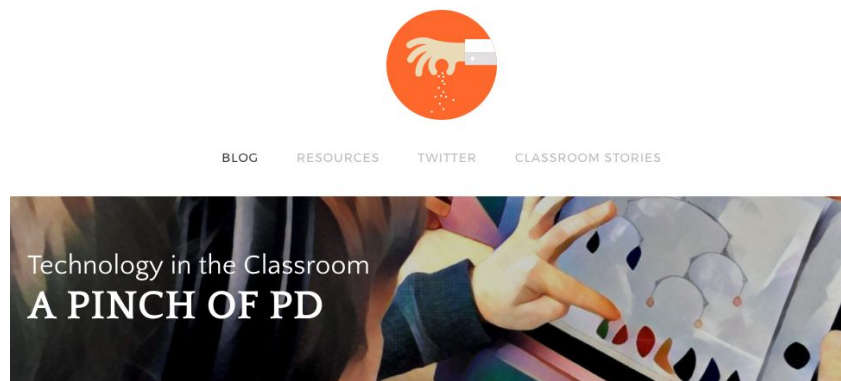 BLOG RESOURCES TWITTER CLASSROOM STORIES
Technology in the Classroom
A PINCH OF PD